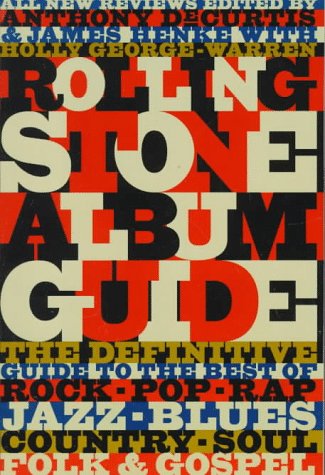 ALL NEW REVIEWS EDITED BY
ANTHONY DeCURTIS
& JAMES HENKE WITH
HOLLY GEORGE-WARREN
ROLLING
STONE
ALBUM
GUIDE
THE DEFINITIVE
GUIDE TO THE BEST OF
ROCK-POP-RAP
JAZZ-BLUES
COUNTRY-SOUL
FOLK & GOSPEL